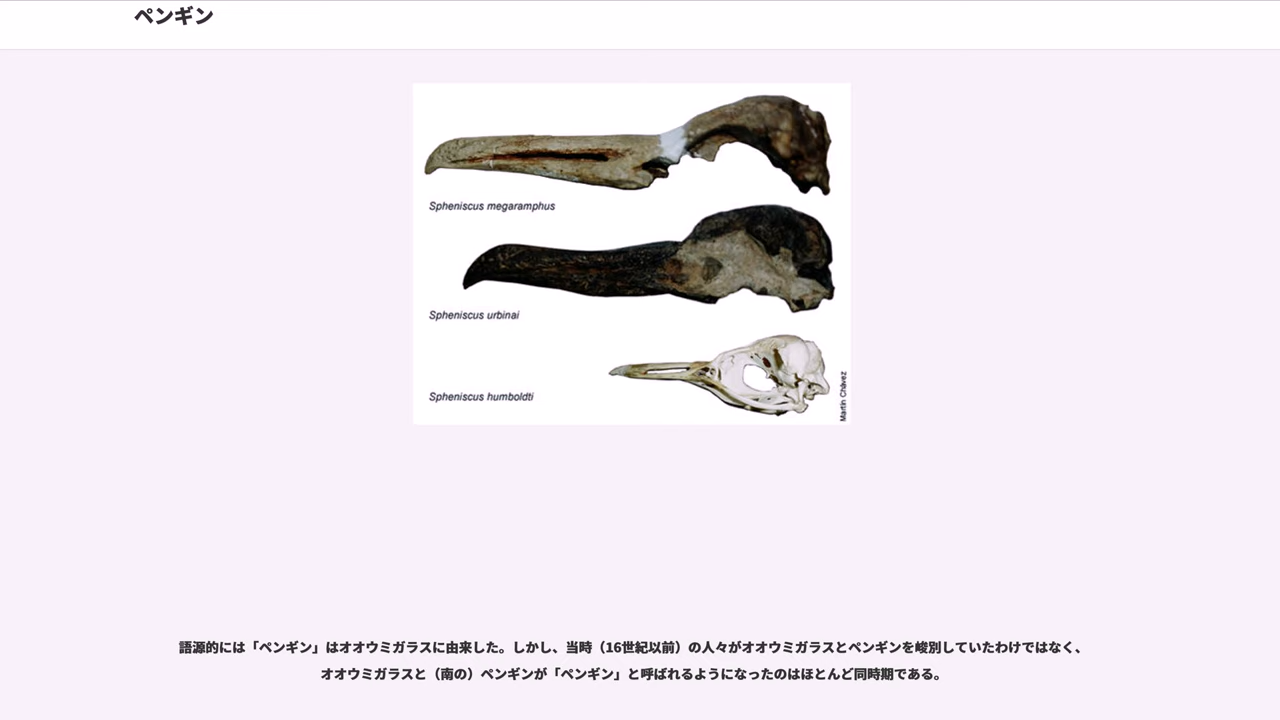 ペンギン
Spheniscus megaramphus
Spheniscus urbinai
Spheniscus humboldti
Martin Chávez
語源的には「ペンギン」はオオウミガラスに由来した。しかし、当時（16世紀以前）の人々がオオウミガラスとペンギンを峻別していたわけではなく、
オオウミガラスと（南の）ペンギンが「ペンギン」と呼ばれるようになったのはほとんど同時期である。